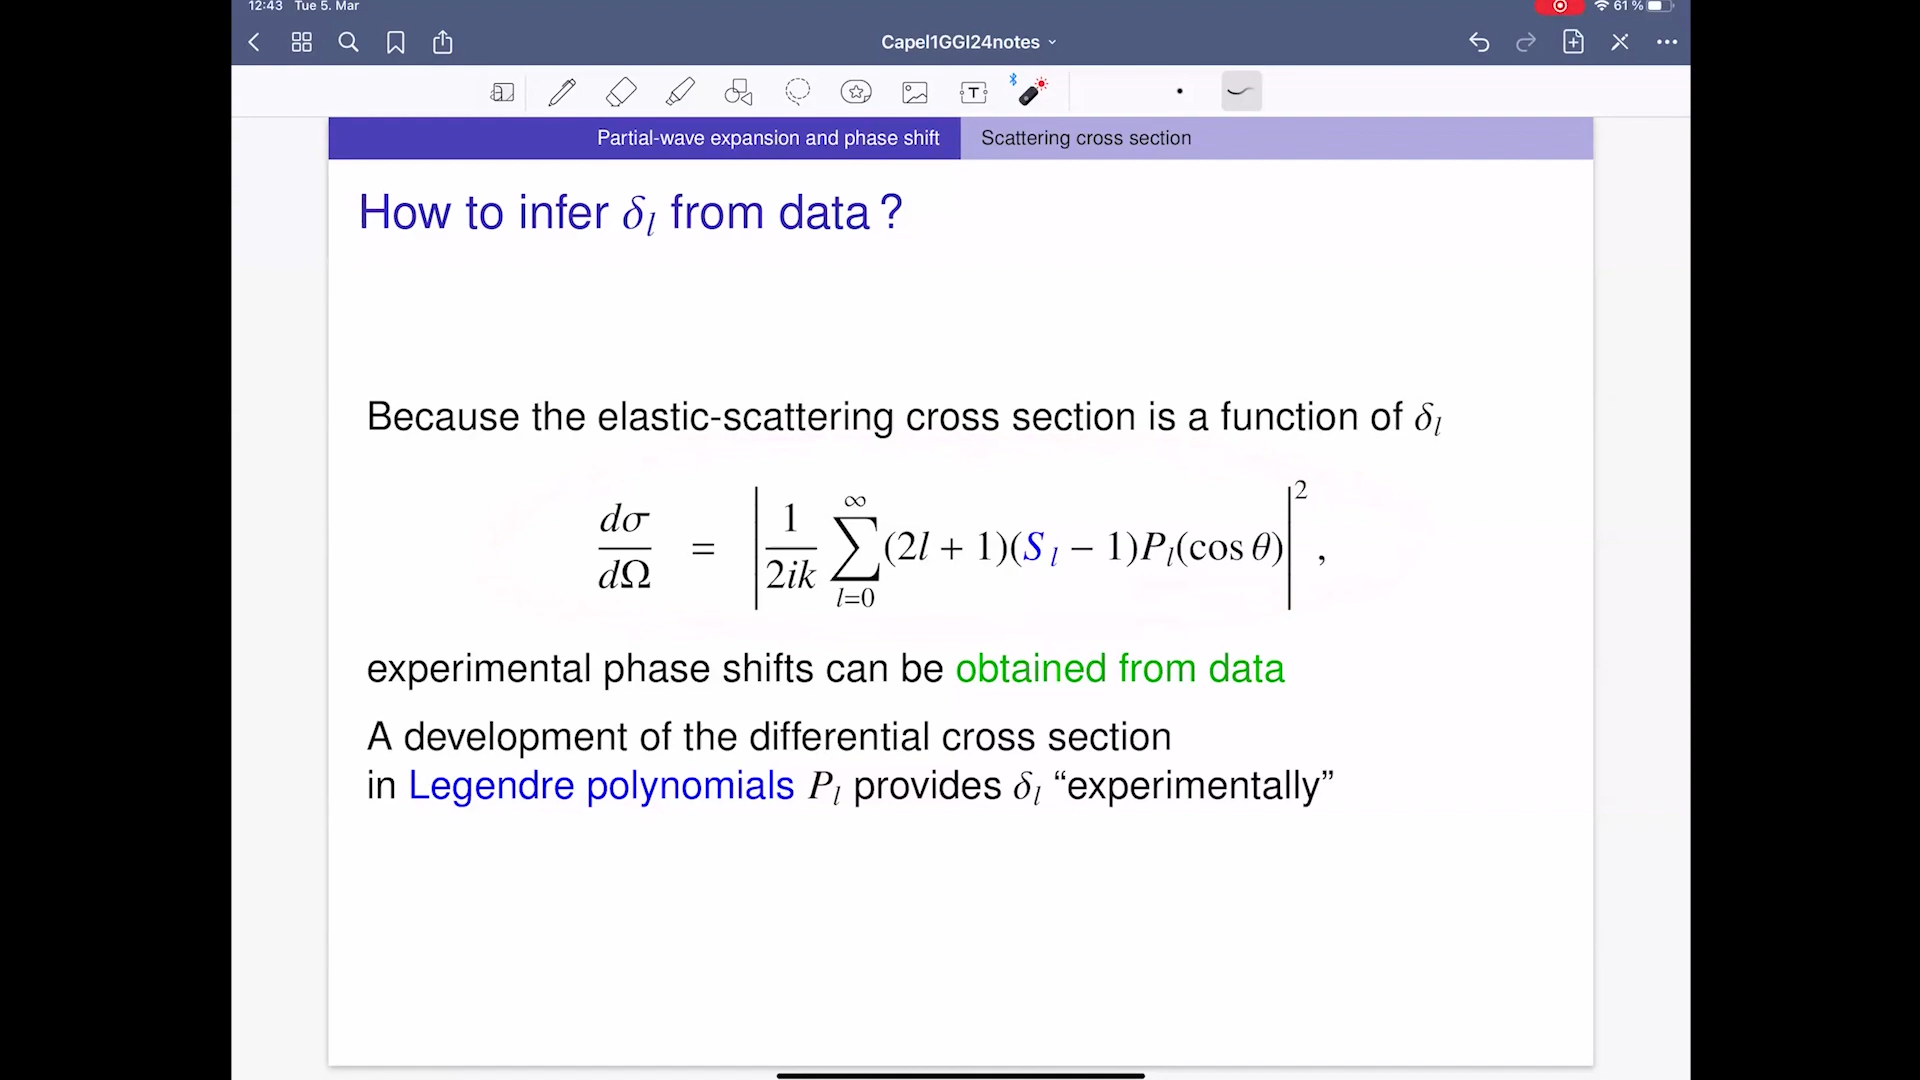 12:43 Tue 5. Mar
61 %
Capel1GGI24notes
Partial-wave expansion and phase shift
Scattering cross section
How to infer δ_l from data ?
Because the elastic-scattering cross section is a function of δ_l
dσ/dΩ = |1/(2ik) ∑_{l=0}^{∞} (2l + 1)(S_l − 1)P_l(cos θ)|^2 ,
experimental phase shifts can be obtained from data
A development of the differential cross section
in Legendre polynomials P_l provides δ_l “experimentally”